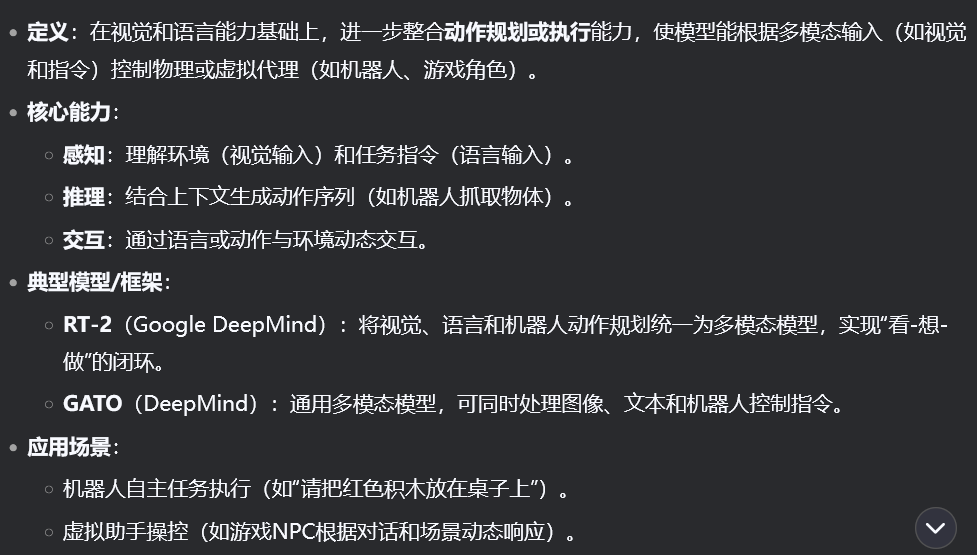 定义：在视觉和语言能力基础上，进一步整合动作规划或执行能力，使模型能根据多模态输入（如视觉
和指令）控制物理或虚拟代理（如机器人、游戏角色）。
核心能力：
感知：理解环境（视觉输入）和任务指令（语言输入）。
推理：结合上下文生成动作序列（如机器人抓取物体）。
交互：通过语言或动作与环境动态交互。
典型模型/框架：
RT-2（Google DeepMind）：将视觉、语言和机器人动作规划统一为多模态模型，实现“看-想-
做”的闭环。
GATO（DeepMind）：通用多模态模型，可同时处理图像、文本和机器人控制指令。
应用场景：
机器人自主任务执行（如“请把红色积木放在桌子上”）。
虚拟助手操控（如游戏NPC根据对话和场景动态响应）。